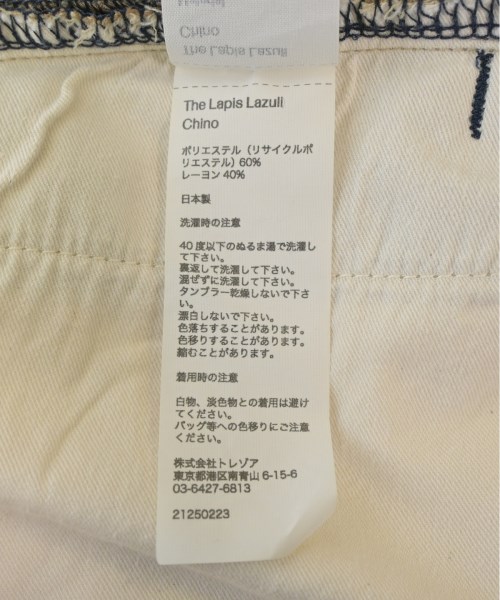 Material
Chino
The Lapis Lazuli
The Lapis Lazuli
Chino
ポリエステル（リサイクルポ
リエステル）60%
レーヨン 40%
日本製
洗濯時の注意
40 度以下のぬるま湯で洗濯し
て下さい。
裏返して洗濯して下さい。
混ぜずに洗濯して下さい。
タンブラー乾燥しないで下さ
い。
漂白しないで下さい。
色落ちすることがあります。
色移りすることがあります。
縮むことがあります。
着用時の注意
白物、淡色物との着用は避け
てください。
バッグ等への色移りにご注意
ください。
株式会社トレゾア
東京都港区南青山 6-15-6
03-6427-6813
21250223